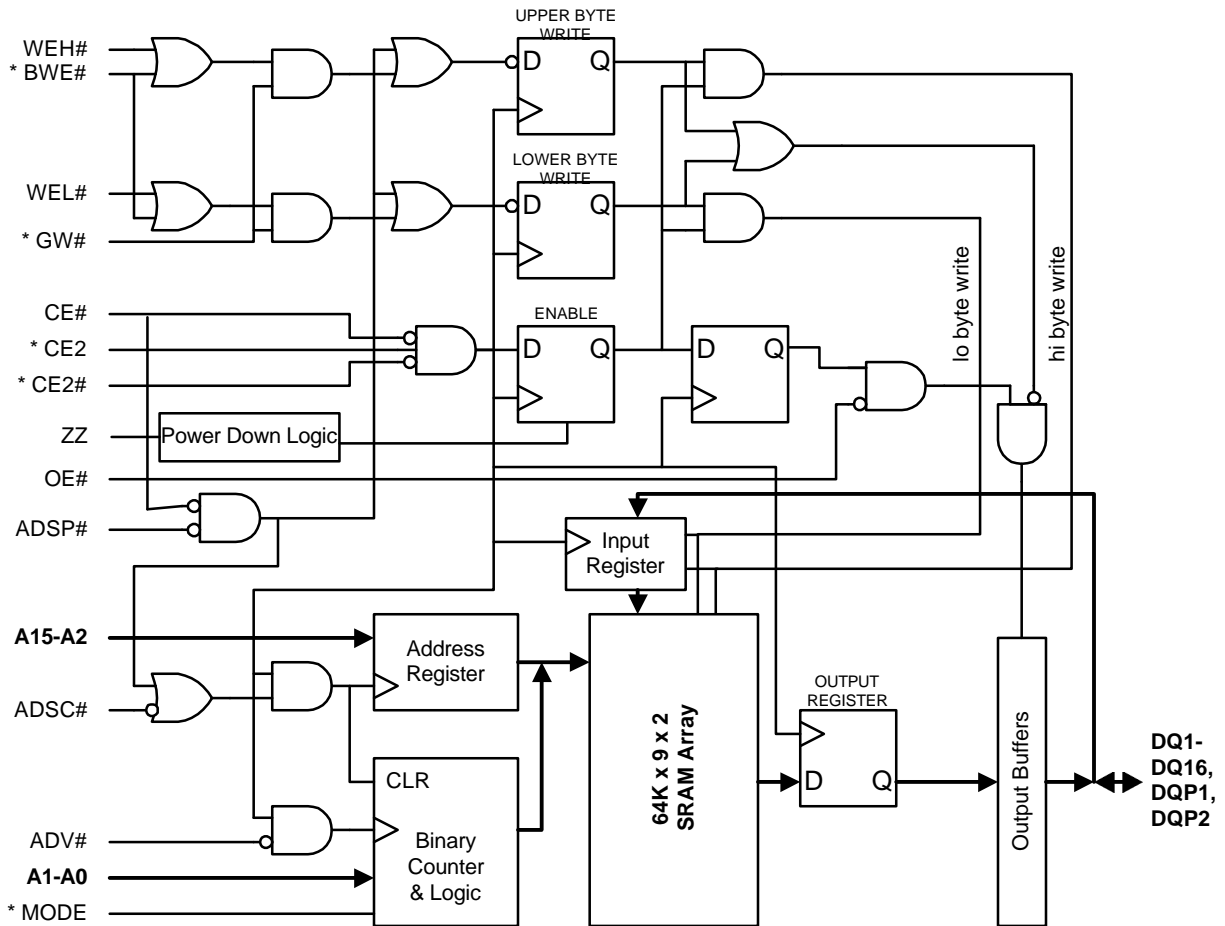 UPPER BYTE
WRITE
WEH#
* BWE#
D
Q
LOWER BYTE
WRITE
WEL#
D
Q
* GW#
lo byte write
hi byte write
CE#
ENABLE
* CE2
D
Q
D
Q
* CE2#
ZZ
Power Down Logic
OE#
ADSP#
Input
Register
A15-A2
Address
Register
ADSC#
OUTPUT
REGISTER
64K x 9 x 2
SRAM Array
CLR
D
Q
Output Buffers
DQ1-
DQ16,
DQP1,
DQP2
ADV#
Binary
Counter
& Logic
A1-A0
* MODE